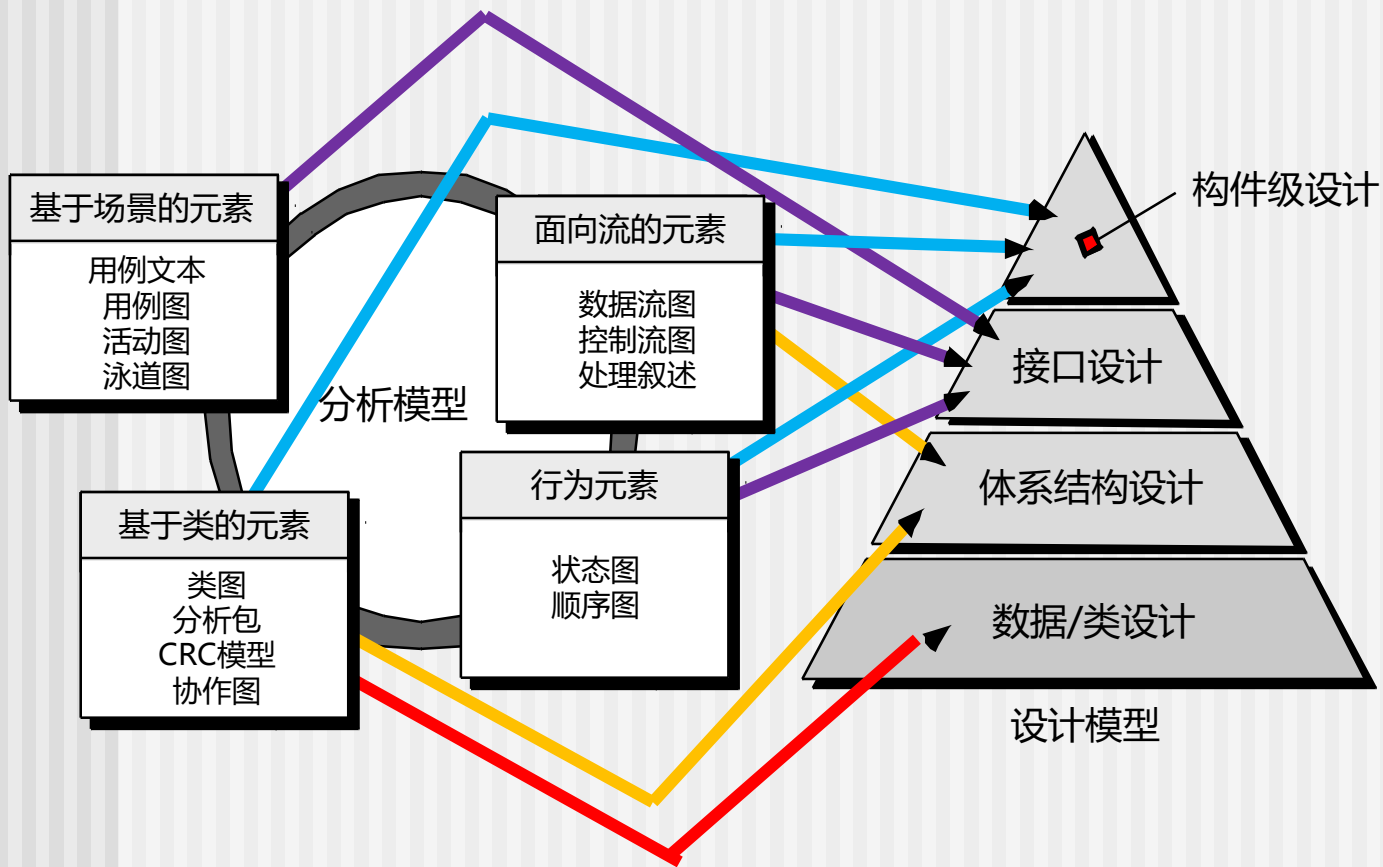 基于场景的元素
用例文本
用例图
活动图
泳道图
面向流的元素
数据流图
控制流图
处理叙述
分析模型
基于类的元素
类图
分析包
CRC模型
协作图
行为元素
状态图
顺序图
构件级设计
接口设计
体系结构设计
数据/类设计
设计模型